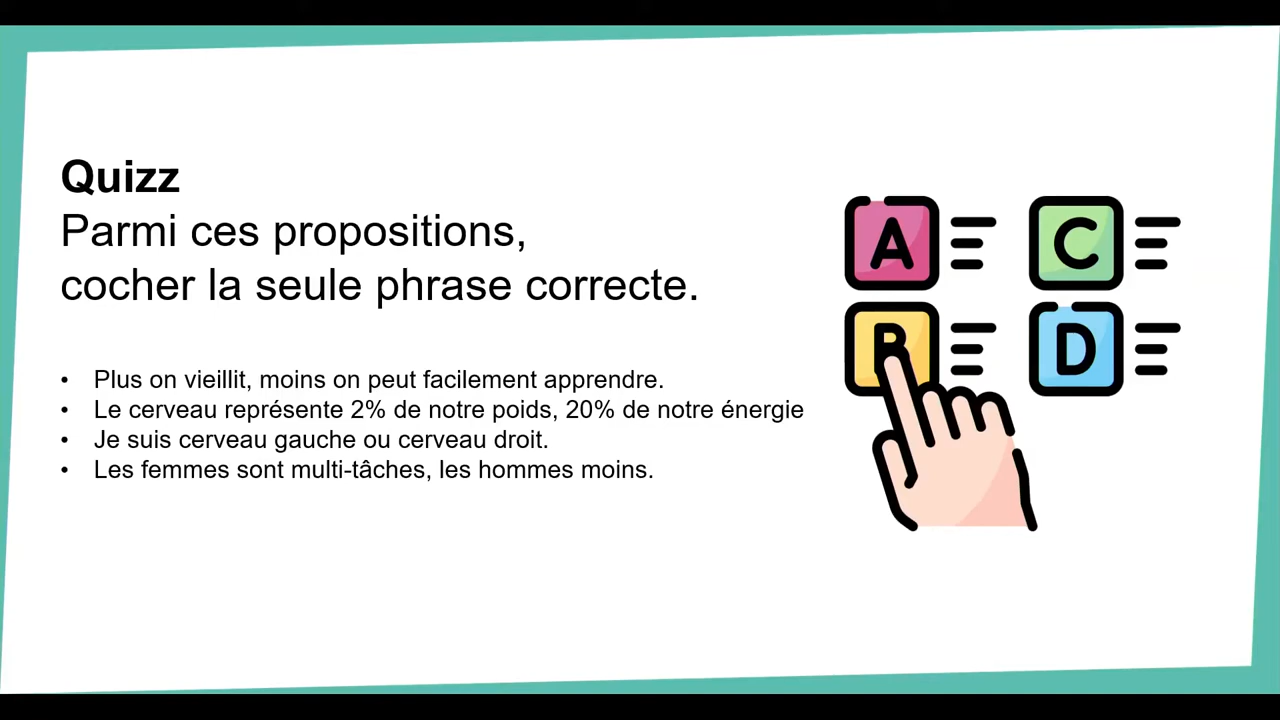 Quizz
Parmi ces propositions,
cocher la seule phrase correcte.
• Plus on vieillit, moins on peut facilement apprendre.
• Le cerveau représente 2% de notre poids, 20% de notre énergie
• Je suis cerveau gauche ou cerveau droit.
• Les femmes sont multi-tâches, les hommes moins.
A
C
B
D